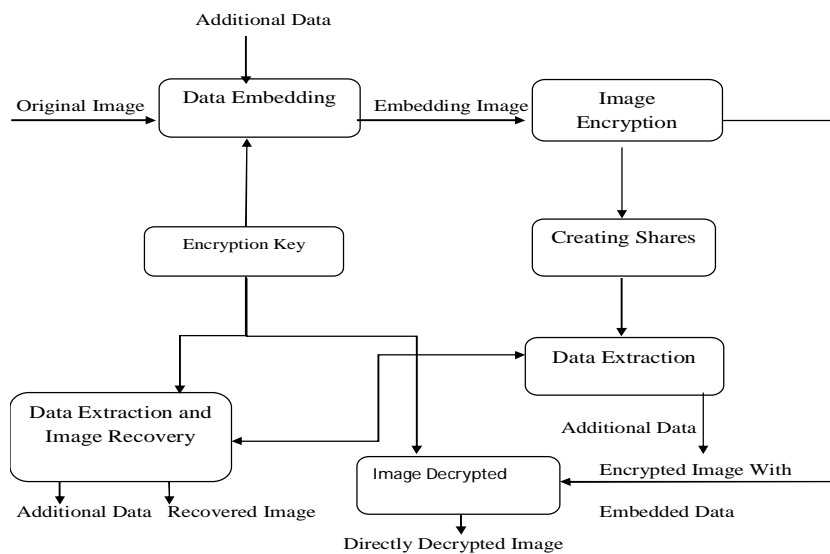 Additional Data
Original Image
Data Embedding
Embedding Image
Image
Encryption
Encryption Key
Creating Shares
Data Extraction
Data Extraction and
Image Recovery
Additional Data
Image Decrypted
Encrypted Image With
Embedded Data
Additional Data
Recovered Image
Directly Decrypted Image